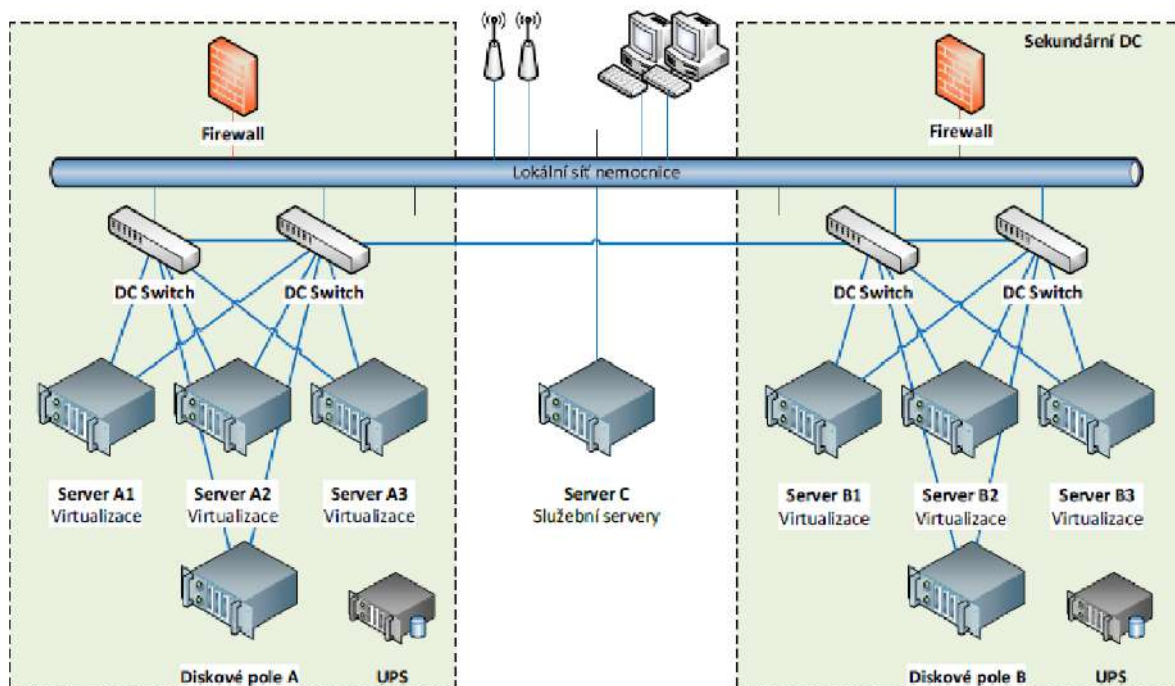 Sekundární DC
Firewall
Firewall
Lokální síť nemocnice
DC Switch
DC Switch
DC Switch
DC Switch
Server A1
Virtualizace
Server A2
Virtualizace
Server A3
Virtualizace
Server C
Služební servery
Server B1
Virtualizace
Server B2
Virtualizace
Server B3
Virtualizace
Diskové pole A
UPS
Diskové pole B
UPS